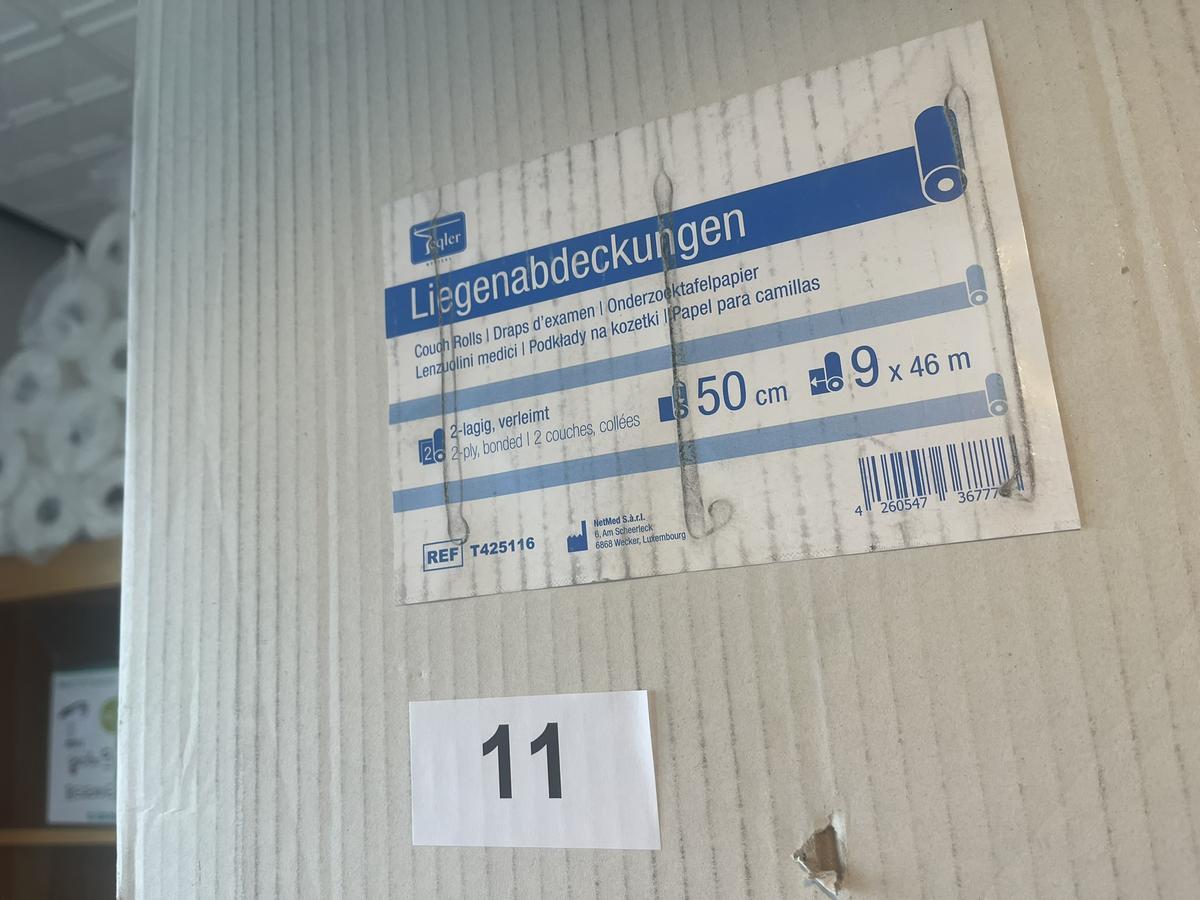 Teqler
Liegenabdeckungen
Couch Rolls | Draps d'examen | Onderzoektafelpapier
Lenzuolini medici | Podkłady na kozetki | Papel para camillas
2
2-lagig, verleimt
2-ply, bonded | 2 couches, collées
50 cm
9 x 46 m
4 260547 36777
REF T425116
NetMed S.à.r.l.
6, Am Scheerleck
6868 Wecker, Luxembourg
11